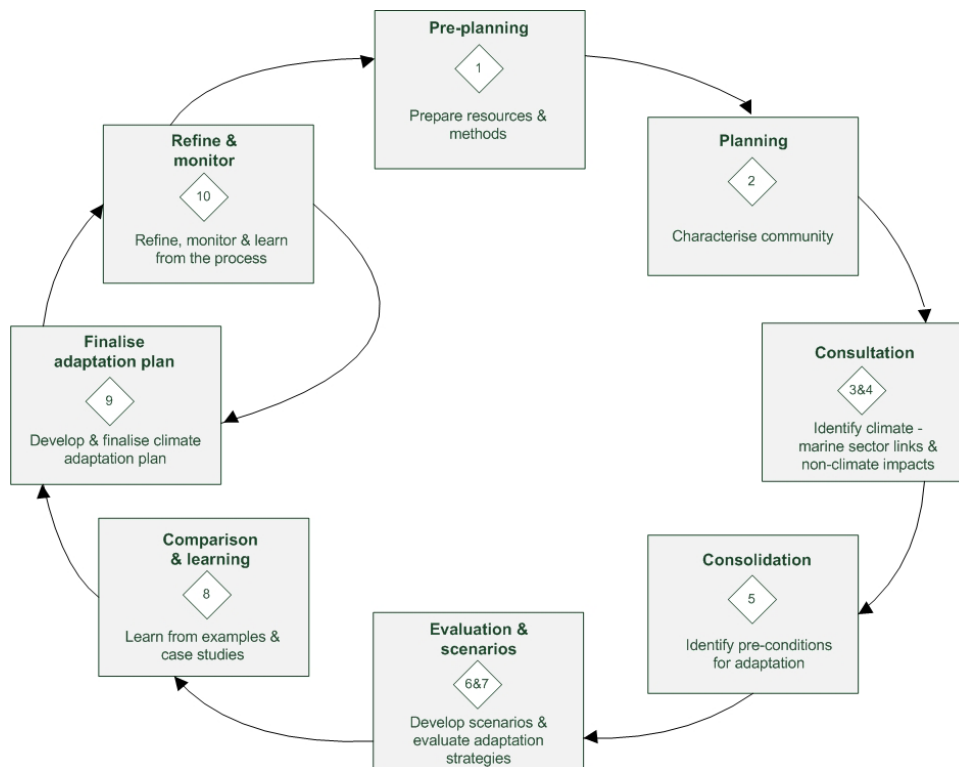 Pre-planning
1
Prepare resources &
methods
Planning
2
Characterise community
Consultation
3&4
Identify climate -
marine sector links &
non-climate impacts
Consolidation
5
Identify pre-conditions
for adaptation
Evaluation &
scenarios
6&7
Develop scenarios &
evaluate adaptation
strategies
Comparison
& learning
8
Learn from examples &
case studies
Finalise
adaptation plan
9
Develop & finalise climate
adaptation plan
Refine &
monitor
10
Refine, monitor & learn
from the process